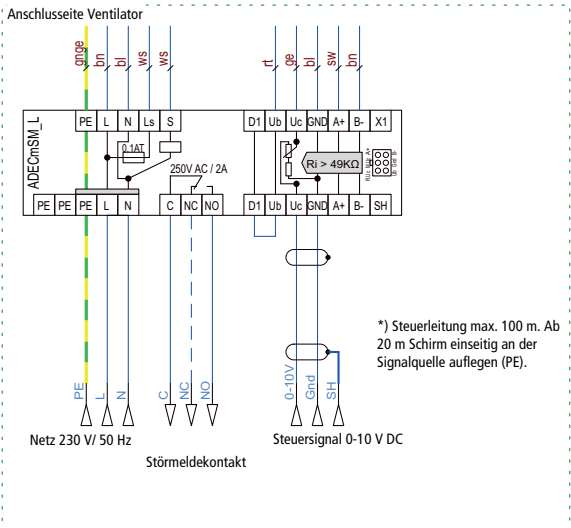 Anschlusseite Ventilator
gnge bn bl ws ws rt ge bl sw bn
ADECmSM_L
PE L N Ls S D1 Ub Uc GND A+ B- X1
0.1AT
250V AC / 2A
Ri > 49KΩ
PE PE PE L N C NC NO D1 Ub Uc GND A+ B- SH
*) Steuerleitung max. 100 m. Ab
20 m Schirm einseitig an der
Signalquelle auflegen (PE).
PE L N C NC NO 0-10V Gnd SH
Netz 230 V/ 50 Hz
Steuersignal 0-10 V DC
Störmeldekontakt